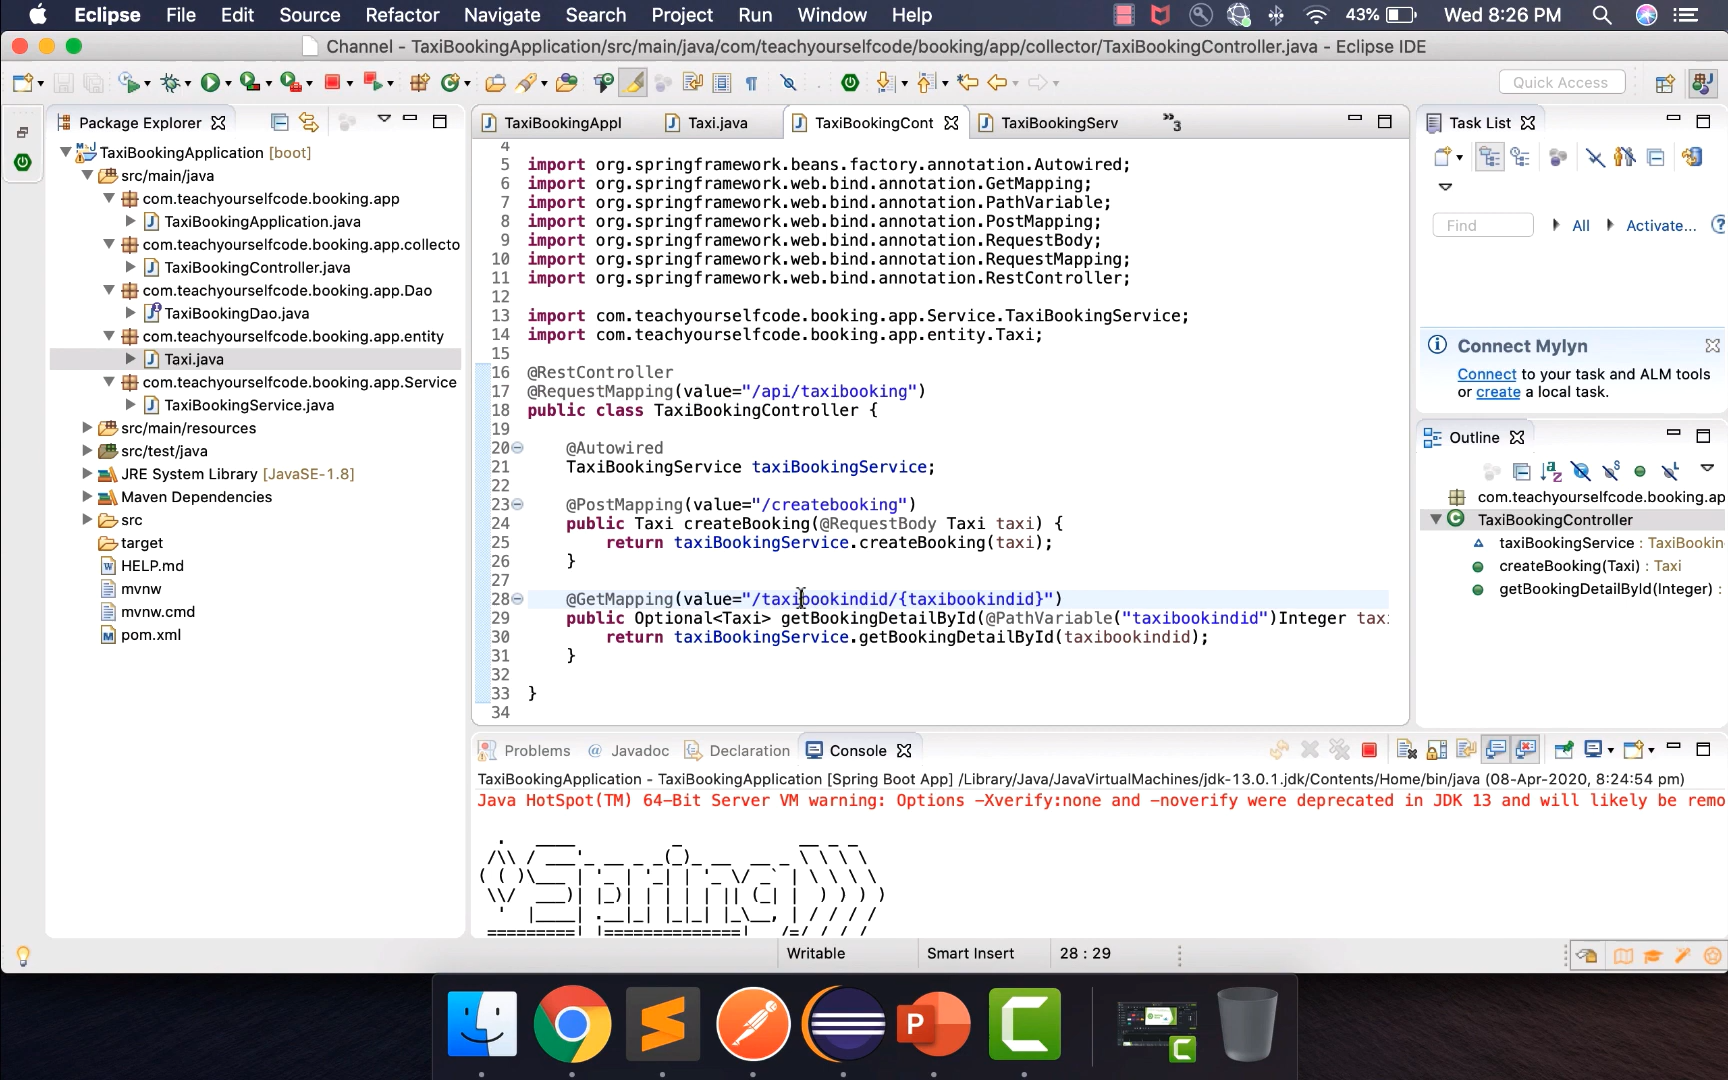 Eclipse File Edit Source Refactor Navigate Search Project Run Window Help 43% Wed 8:26 PM
Channel - TaxiBookingApplication/src/main/java/com/teachyourselfcode/booking/app/collector/TaxiBookingController.java - Eclipse IDE
Quick Access
Package Explorer
TaxiBookingApplication [boot]
src/main/java
com.teachyourselfcode.booking.app
TaxiBookingApplication.java
com.teachyourselfcode.booking.app.collecto
TaxiBookingController.java
com.teachyourselfcode.booking.app.Dao
TaxiBookingDao.java
com.teachyourselfcode.booking.app.entity
Taxi.java
com.teachyourselfcode.booking.app.Service
TaxiBookingService.java
src/main/resources
src/test/java
JRE System Library [JavaSE-1.8]
Maven Dependencies
src
target
HELP.md
mvnw
mvnw.cmd
pom.xml
TaxiBookingAppl Taxi.java TaxiBookingCont TaxiBookingServ »3
4
5 import org.springframework.beans.factory.annotation.Autowired;
6 import org.springframework.web.bind.annotation.GetMapping;
7 import org.springframework.web.bind.annotation.PathVariable;
8 import org.springframework.web.bind.annotation.PostMapping;
9 import org.springframework.web.bind.annotation.RequestBody;
10 import org.springframework.web.bind.annotation.RequestMapping;
11 import org.springframework.web.bind.annotation.RestController;
12
13 import com.teachyourselfcode.booking.app.Service.TaxiBookingService;
14 import com.teachyourselfcode.booking.app.entity.Taxi;
15
16 @RestController
17 @RequestMapping(value="/api/taxibooking")
18 public class TaxiBookingController {
19
20 @Autowired
21 TaxiBookingService taxiBookingService;
22
23 @PostMapping(value="/createbooking")
24 public Taxi createBooking(@RequestBody Taxi taxi) {
25 return taxiBookingService.createBooking(taxi);
26 }
27
28 @GetMapping(value="/taxibookindid/{taxibookindid}")
29 public Optional<Taxi> getBookingDetailById(@PathVariable("taxibookindid")Integer tax
30 return taxiBookingService.getBookingDetailById(taxibookindid);
31 }
32
33 }
34
Task List
Find All Activate...
Connect Mylyn
Connect to your task and ALM tools
or create a local task.
Outline
com.teachyourselfcode.booking.ap
TaxiBookingController
taxiBookingService : TaxiBookin
createBooking(Taxi) : Taxi
getBookingDetailById(Integer) :
Problems Javadoc Declaration Console
TaxiBookingApplication - TaxiBookingApplication [Spring Boot App] /Library/Java/JavaVirtualMachines/jdk-13.0.1.jdk/Contents/Home/bin/java (08-Apr-2020, 8:24:54 pm)
Java HotSpot(TM) 64-Bit Server VM warning: Options -Xverify:none and -noverify were deprecated in JDK 13 and will likely be remo
Spring
Writable Smart Insert 28 : 29